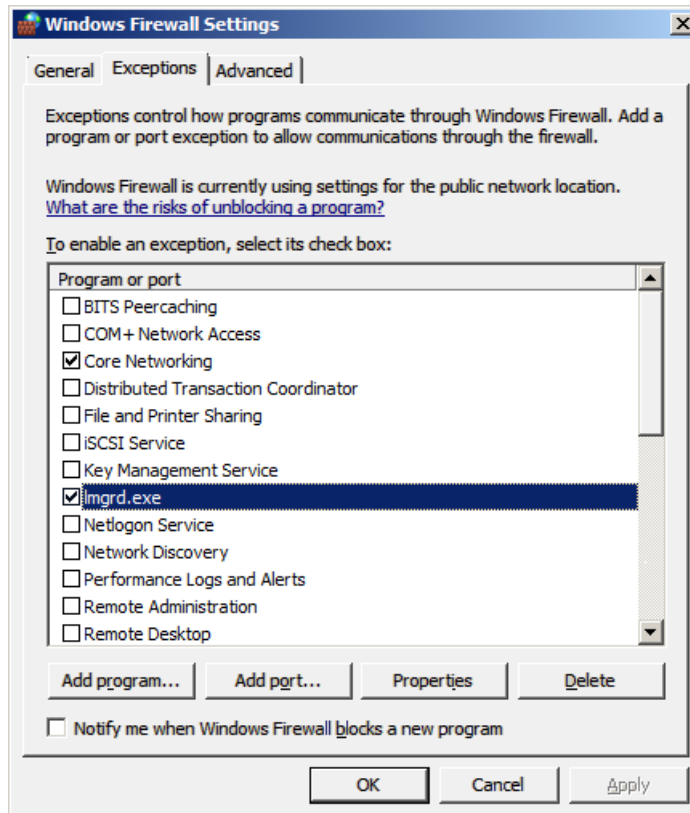 Windows Firewall Settings
General Exceptions Advanced
Exceptions control how programs communicate through Windows Firewall. Add a
program or port exception to allow communications through the firewall.
Windows Firewall is currently using settings for the public network location.
What are the risks of unblocking a program?
To enable an exception, select its check box:
Program or port
BITS Peercaching
COM+ Network Access
Core Networking
Distributed Transaction Coordinator
File and Printer Sharing
iSCSI Service
Key Management Service
lmgrd.exe
Netlogon Service
Network Discovery
Performance Logs and Alerts
Remote Administration
Remote Desktop
Add program... Add port... Properties Delete
Notify me when Windows Firewall blocks a new program
OK Cancel Apply